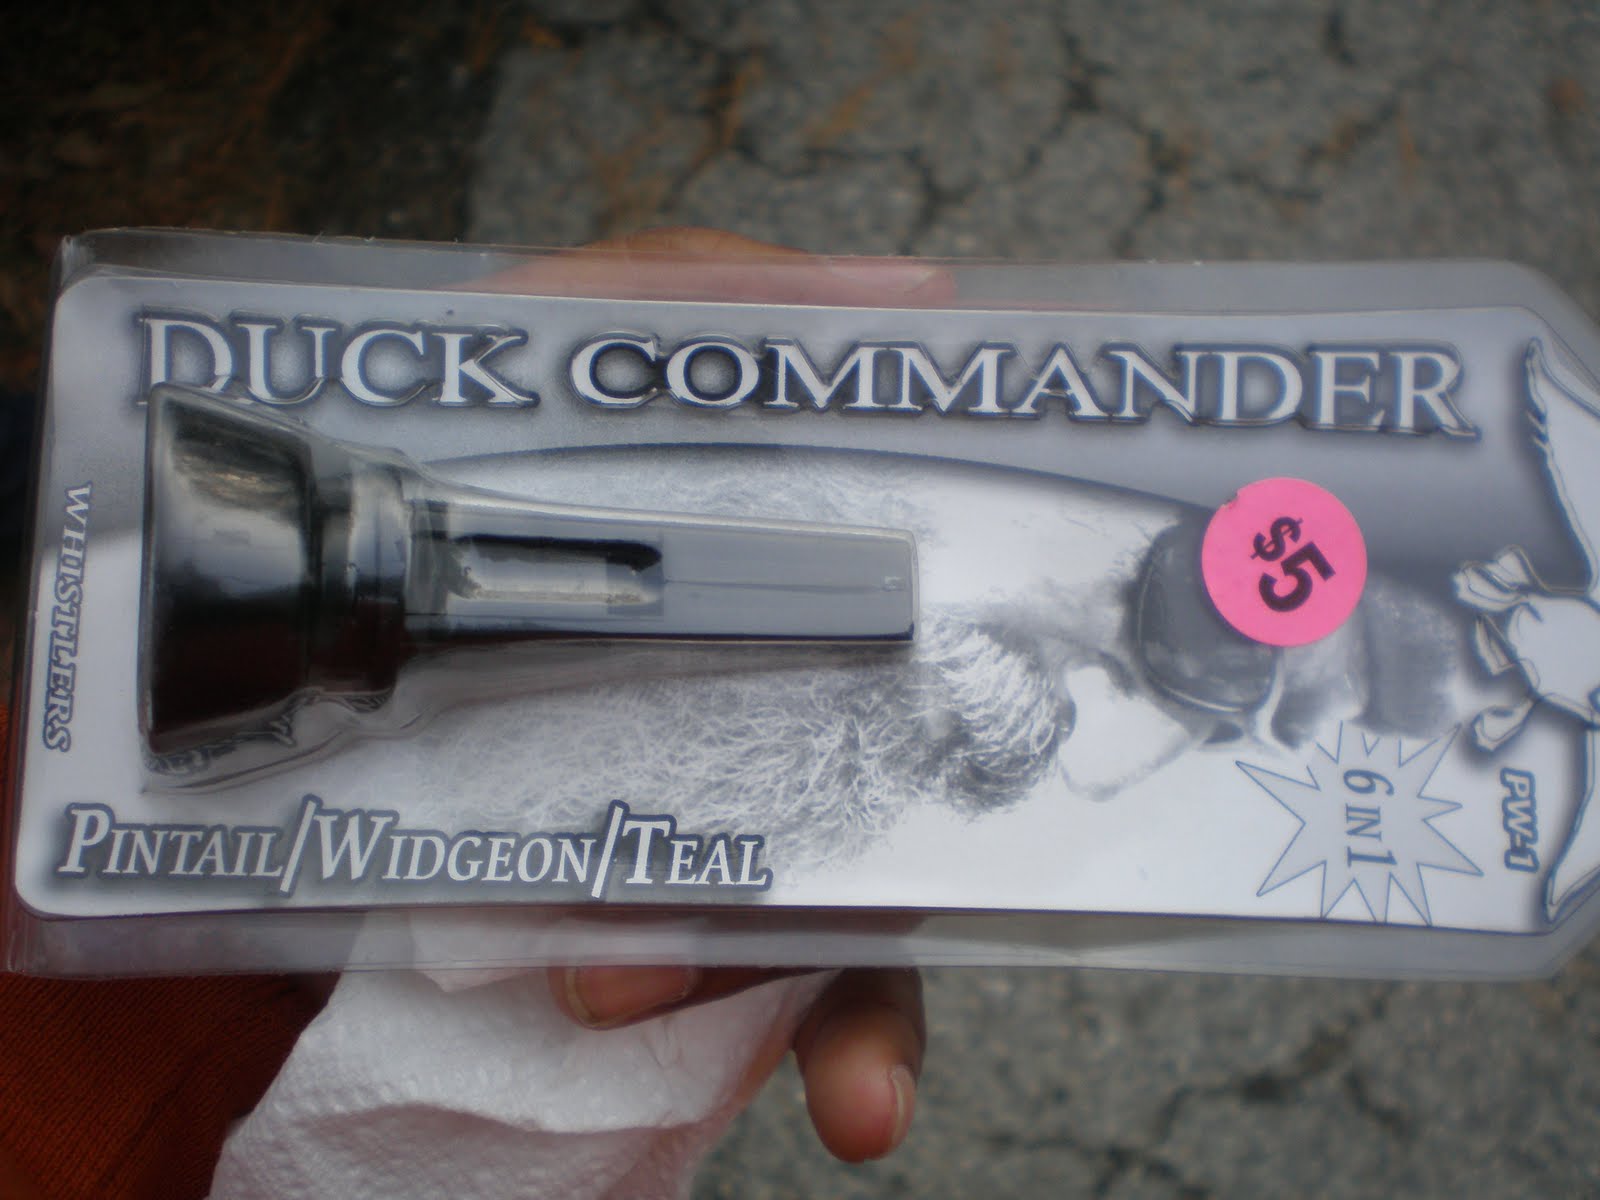 DUCK COMMANDER
WHISTLERS
$5
PINTAIL/WIDGEON/TEAL
6 IN 1
PW-1